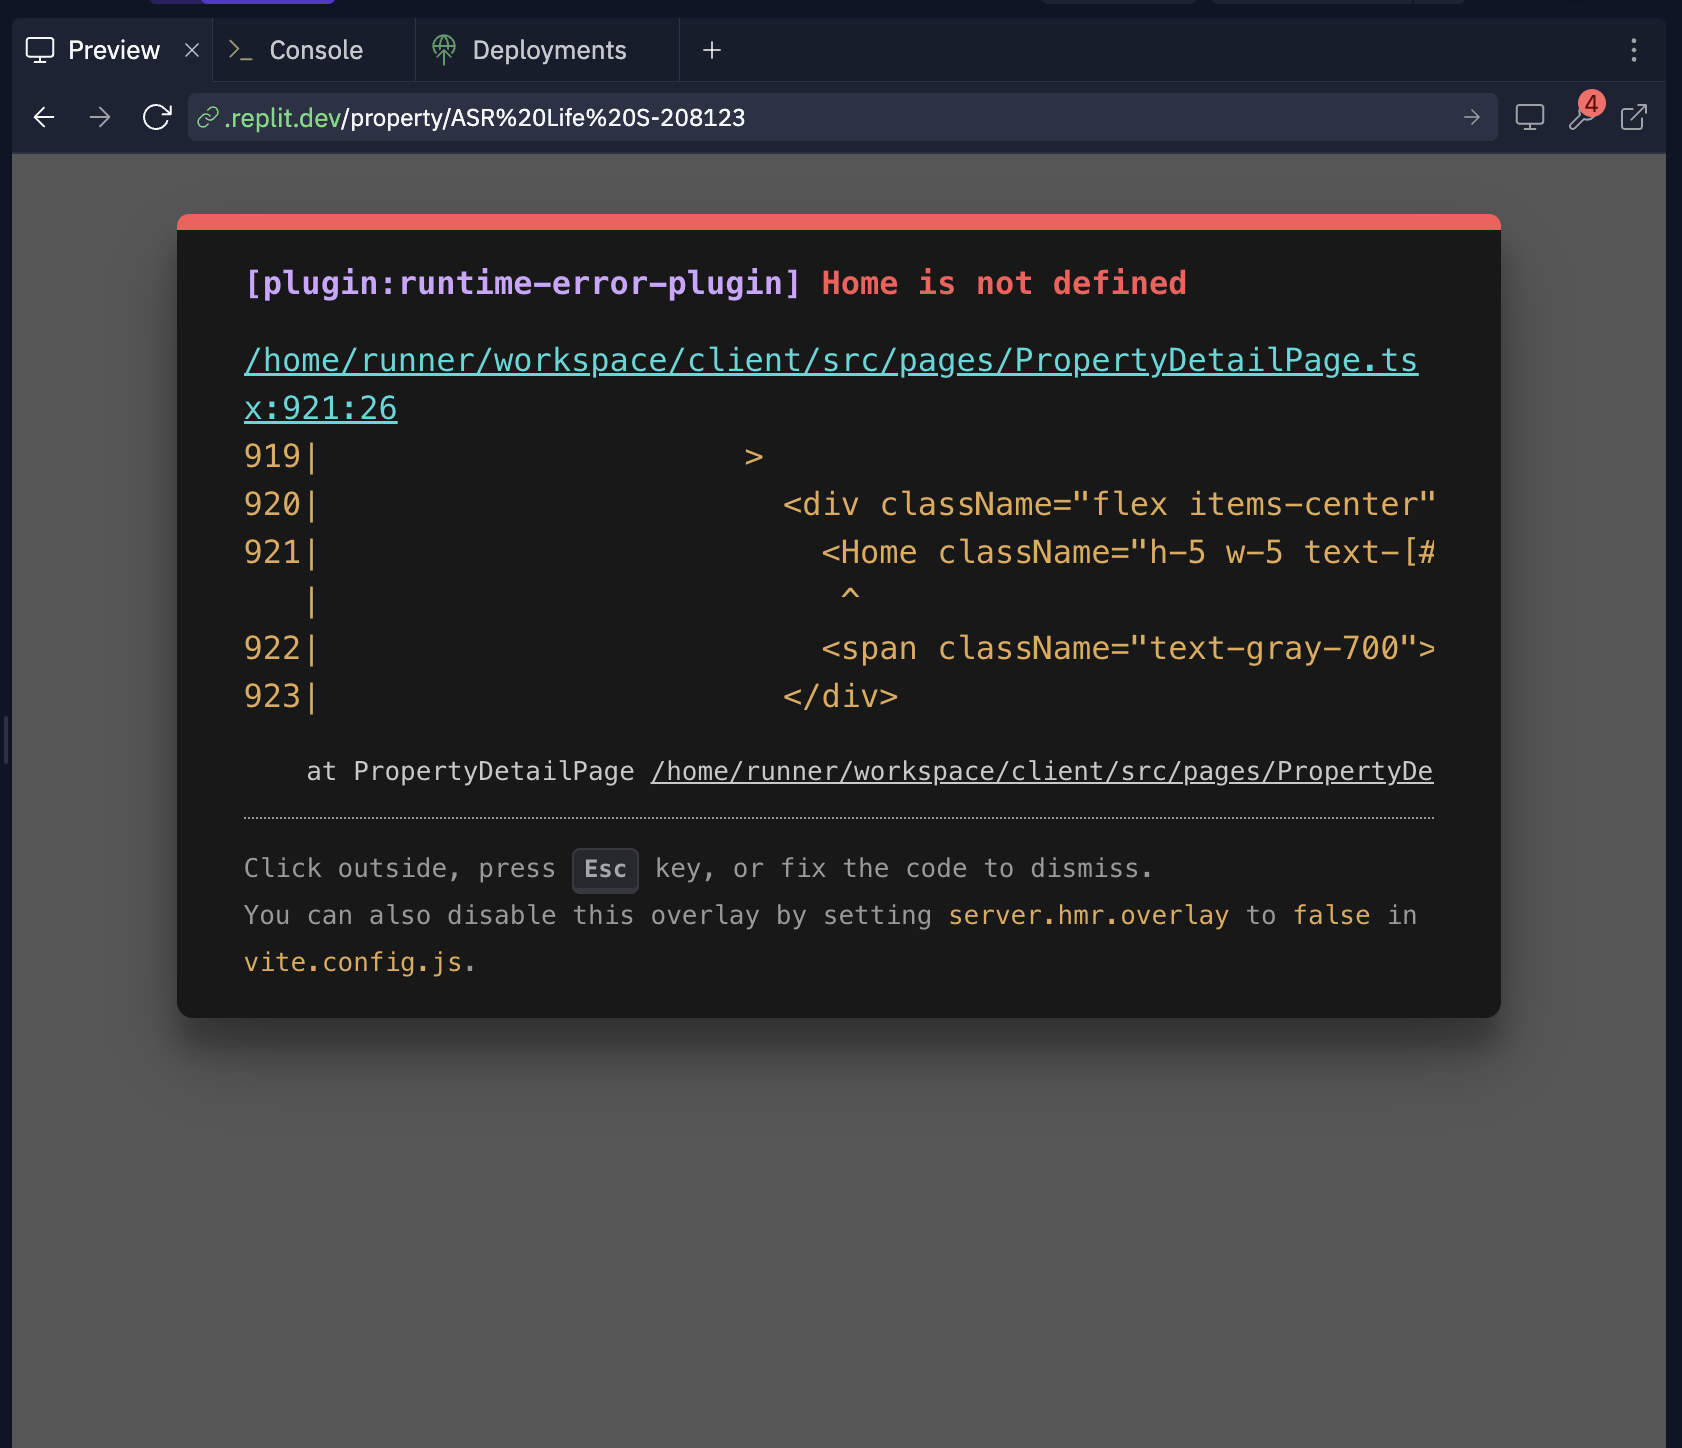 Preview
Console
Deployments
.replit.dev/property/ASR%20Life%20S-208123
4
[plugin:runtime-error-plugin] Home is not defined
/home/runner/workspace/client/src/pages/PropertyDetailPage.ts
x:921:26
919|                      >
920|                        <div className="flex items-center"
921|                          <Home className="h-5 w-5 text-[#
   |                           ^
922|                          <span className="text-gray-700">
923|                        </div>
at PropertyDetailPage /home/runner/workspace/client/src/pages/PropertyDe
Click outside, press Esc key, or fix the code to dismiss.
You can also disable this overlay by setting server.hmr.overlay to false in
vite.config.js.